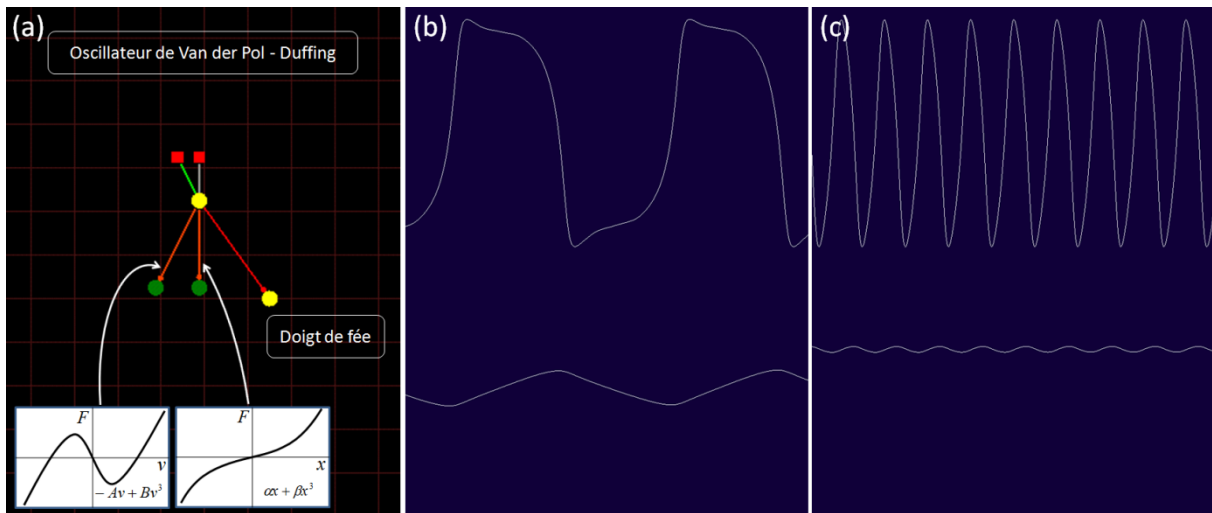 (a)
Oscillateur de Van der Pol - Duffing
Doigt de fée
F
v
- Av + Bv³
F
x
αx + βx³
(b)
(c)